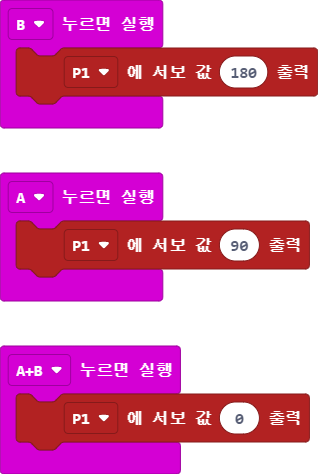 B 누르면 실행
P1 에 서보 값 180 출력
A 누르면 실행
P1 에 서보 값 90 출력
A+B 누르면 실행
P1 에 서보 값 0 출력